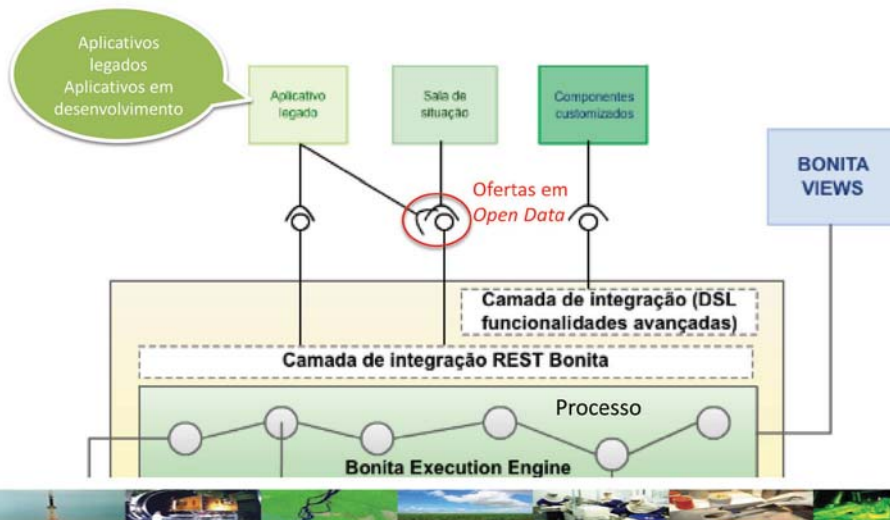 Aplicativos
legados
Aplicativos em
desenvolvimento
Aplicativo
legado
Sala de
situação
Componentes
customizados
BONITA
VIEWS
Ofertas em
Open Data
Camada de integração (DSL
funcionalidades avançadas)
Camada de integração REST Bonita
Processo
Bonita Execution Engine